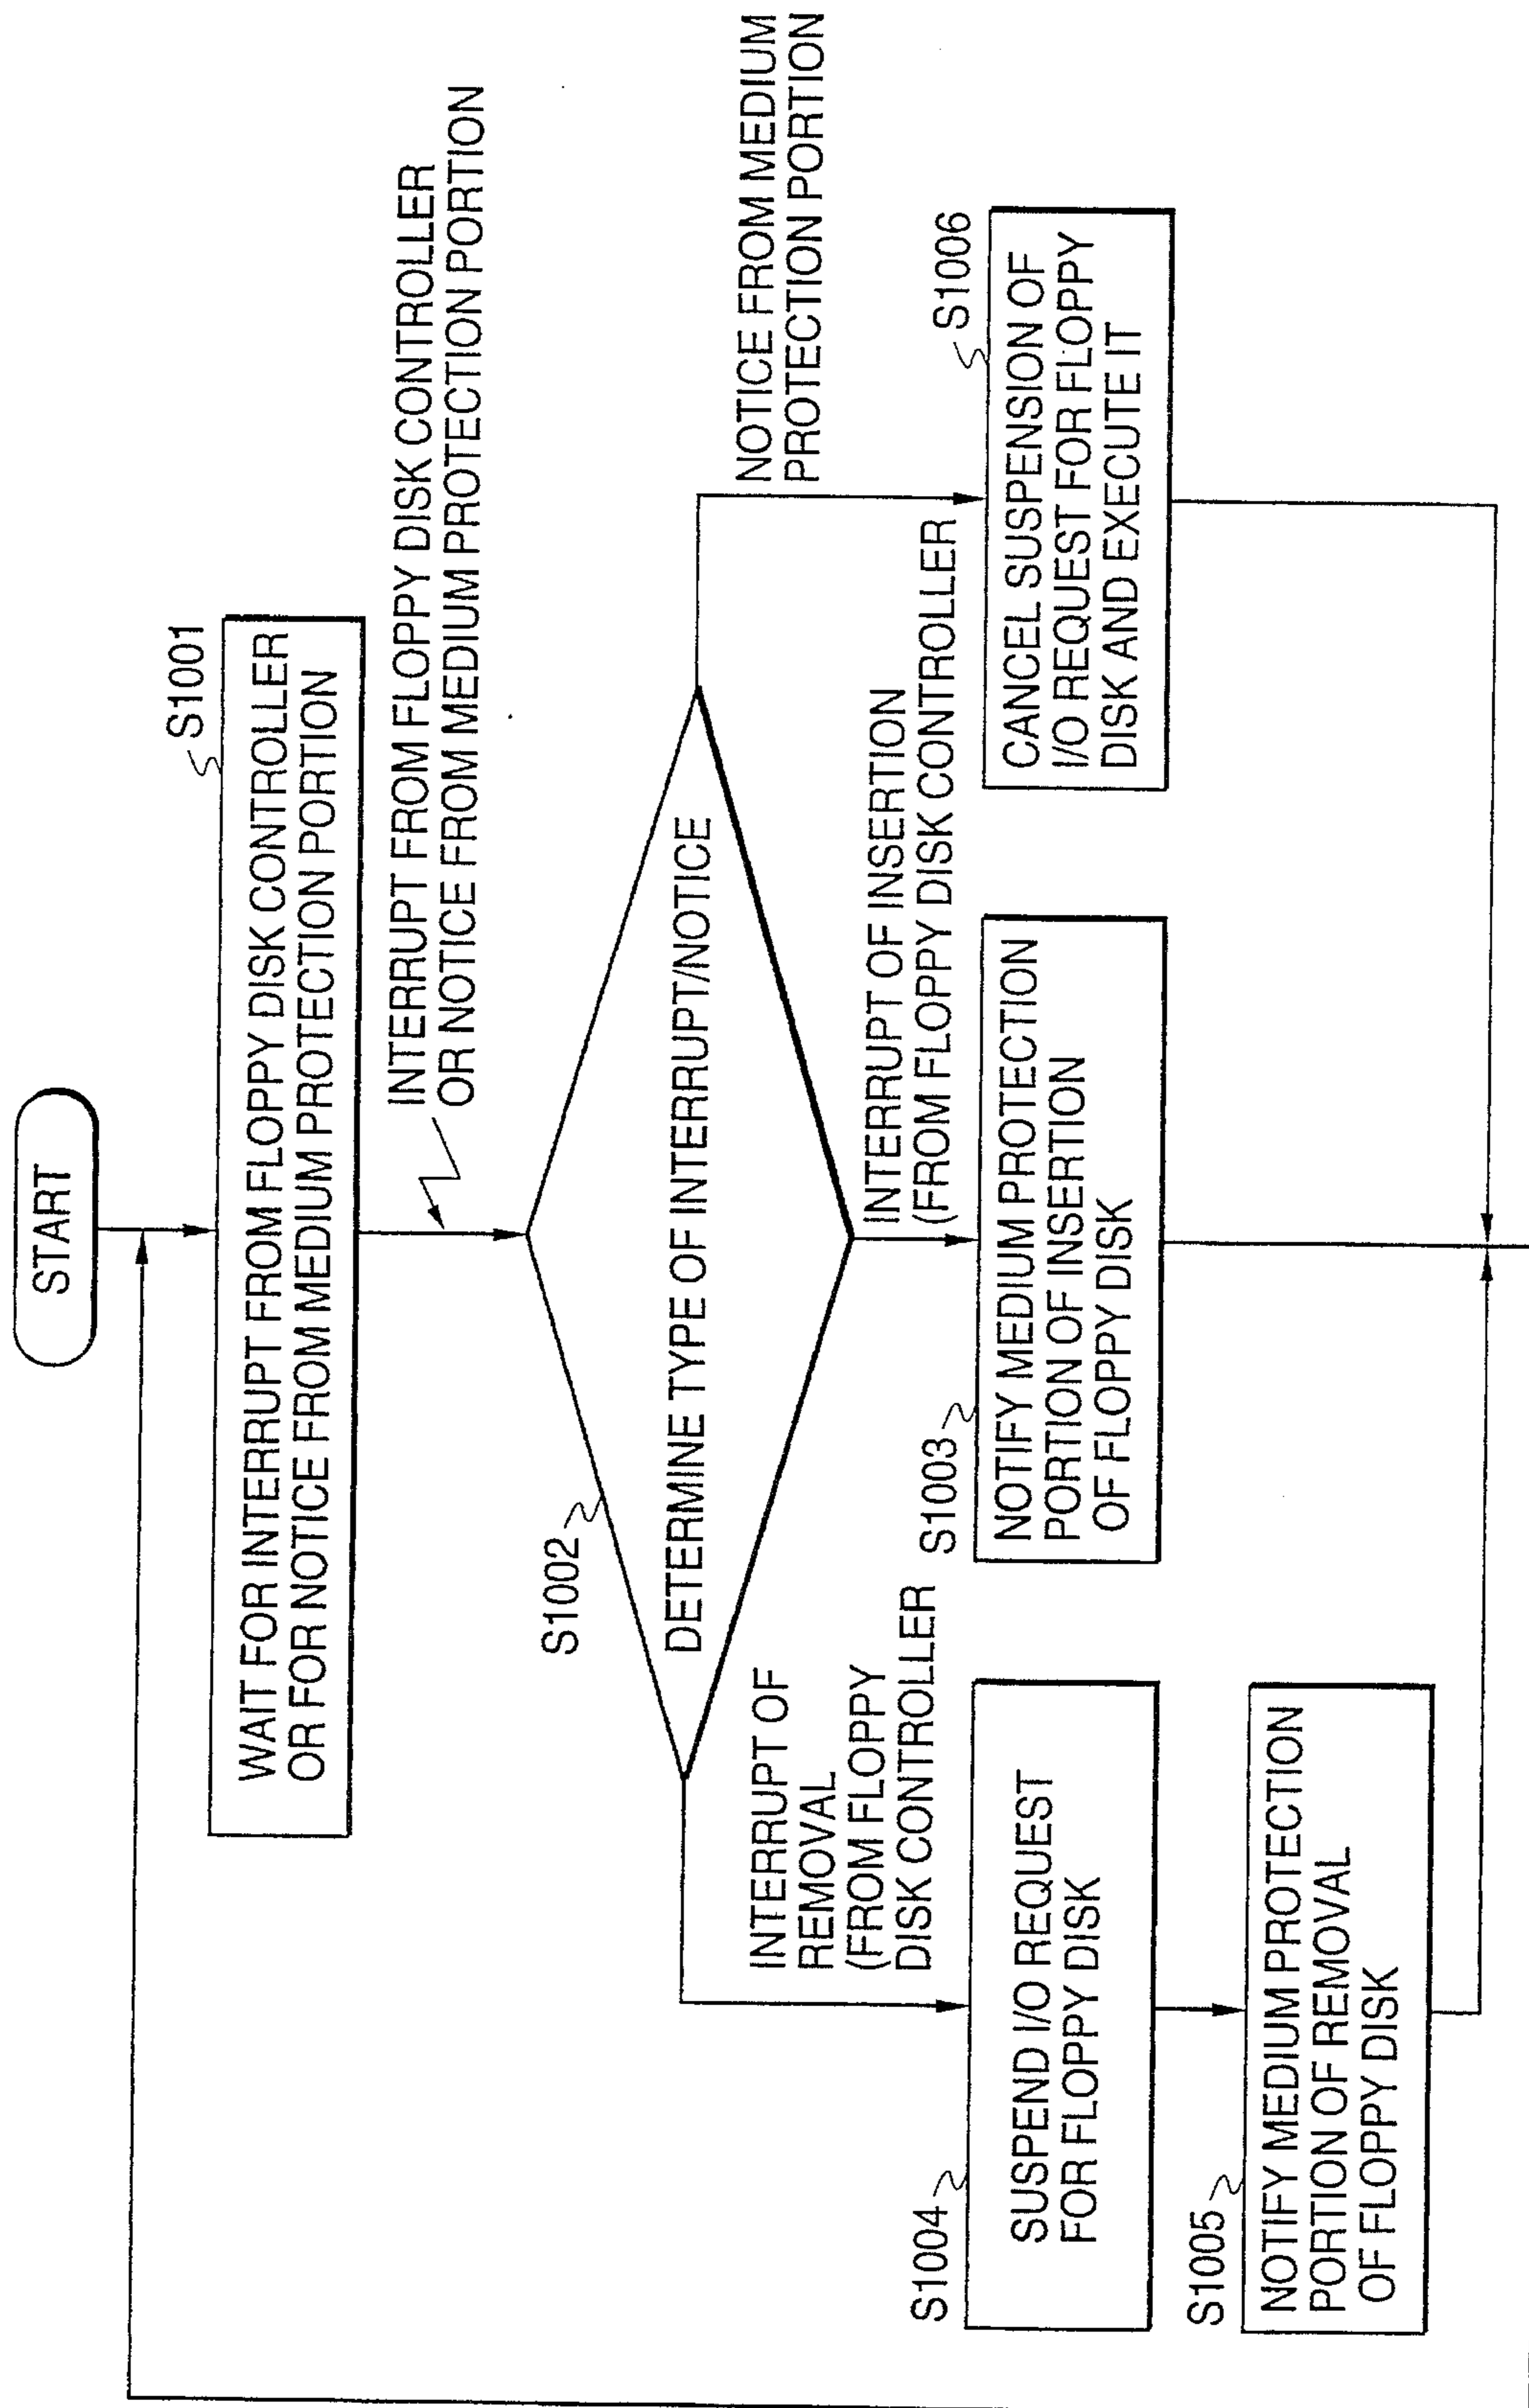 START
S1001
WAIT FOR INTERRUPT FROM FLOPPY DISK CONTROLLER
OR FOR NOTICE FROM MEDIUM PROTECTION PORTION
INTERRUPT FROM FLOPPY DISK CONTROLLER
OR NOTICE FROM MEDIUM PROTECTION PORTION
S1002
DETERMINE TYPE OF INTERRUPT/NOTICE
INTERRUPT OF
REMOVAL
(FROM FLOPPY
DISK CONTROLLER
INTERRUPT OF INSERTION
(FROM FLOPPY DISK CONTROLLER)
NOTICE FROM MEDIUM
PROTECTION PORTION
S1004
SUSPEND I/O REQUEST
FOR FLOPPY DISK
S1003
NOTIFY MEDIUM PROTECTION
PORTION OF INSERTION
OF FLOPPY DISK
S1006
CANCEL SUSPENSION OF
I/O REQUEST FOR FLOPPY
DISK AND EXECUTE IT
S1005
NOTIFY MEDIUM PROTECTION
PORTION OF REMOVAL
OF FLOPPY DISK